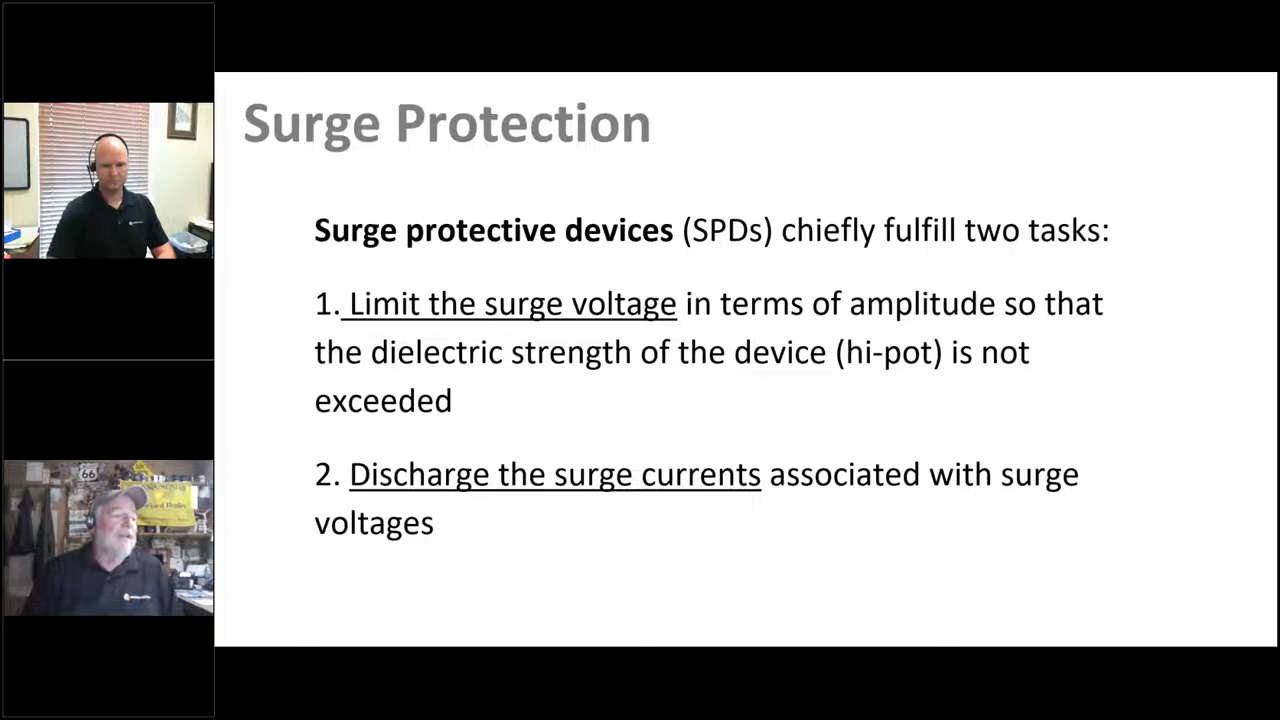 Surge Protection
Surge protective devices (SPDs) chiefly fulfill two tasks:
1. Limit the surge voltage in terms of amplitude so that
the dielectric strength of the device (hi-pot) is not
exceeded
2. Discharge the surge currents associated with surge
voltages
66